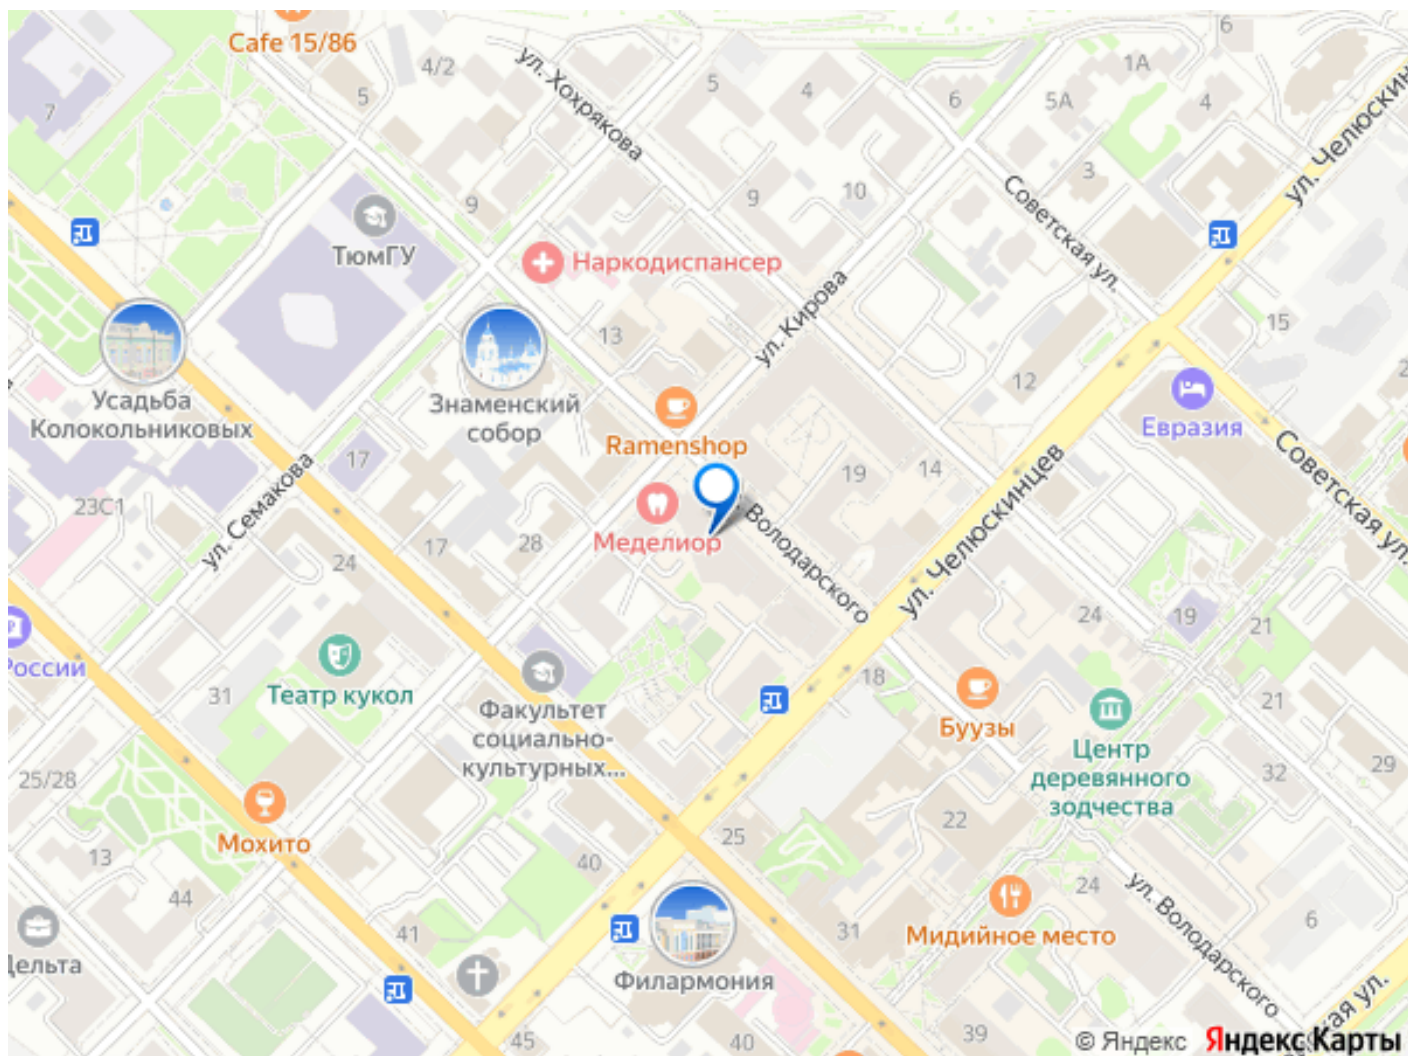 Cafe 15/86
4/2
ул. Хохрякова
5
4
6
1А
6
5А
4
7
5
ул. Челюскин
3
9
9
10
Советская ул.
ТюмГУ
Наркодиспансер
13
ул. Кирова
15
12
Усадьба
Колокольниковых
Знаменский
собор
Ramenshop
Евразия
17
ул. Семакова
23С1
19
14
Советская ул.
Меделиор
Володарского
ул. Челюскинцев
17
28
24
24
19
21
России
Театр кукол
31
Факультет
социально-
культурных...
18
Буузы
21
Центр
деревянного
зодчества
32
29
25/28
Мохито
22
25
13
40
44
24
ул. Володарского
6
41
31
Мидийное место
Дельта
Филармония
45
40
39
ская ул.
© Яндекс Яндекс Карты